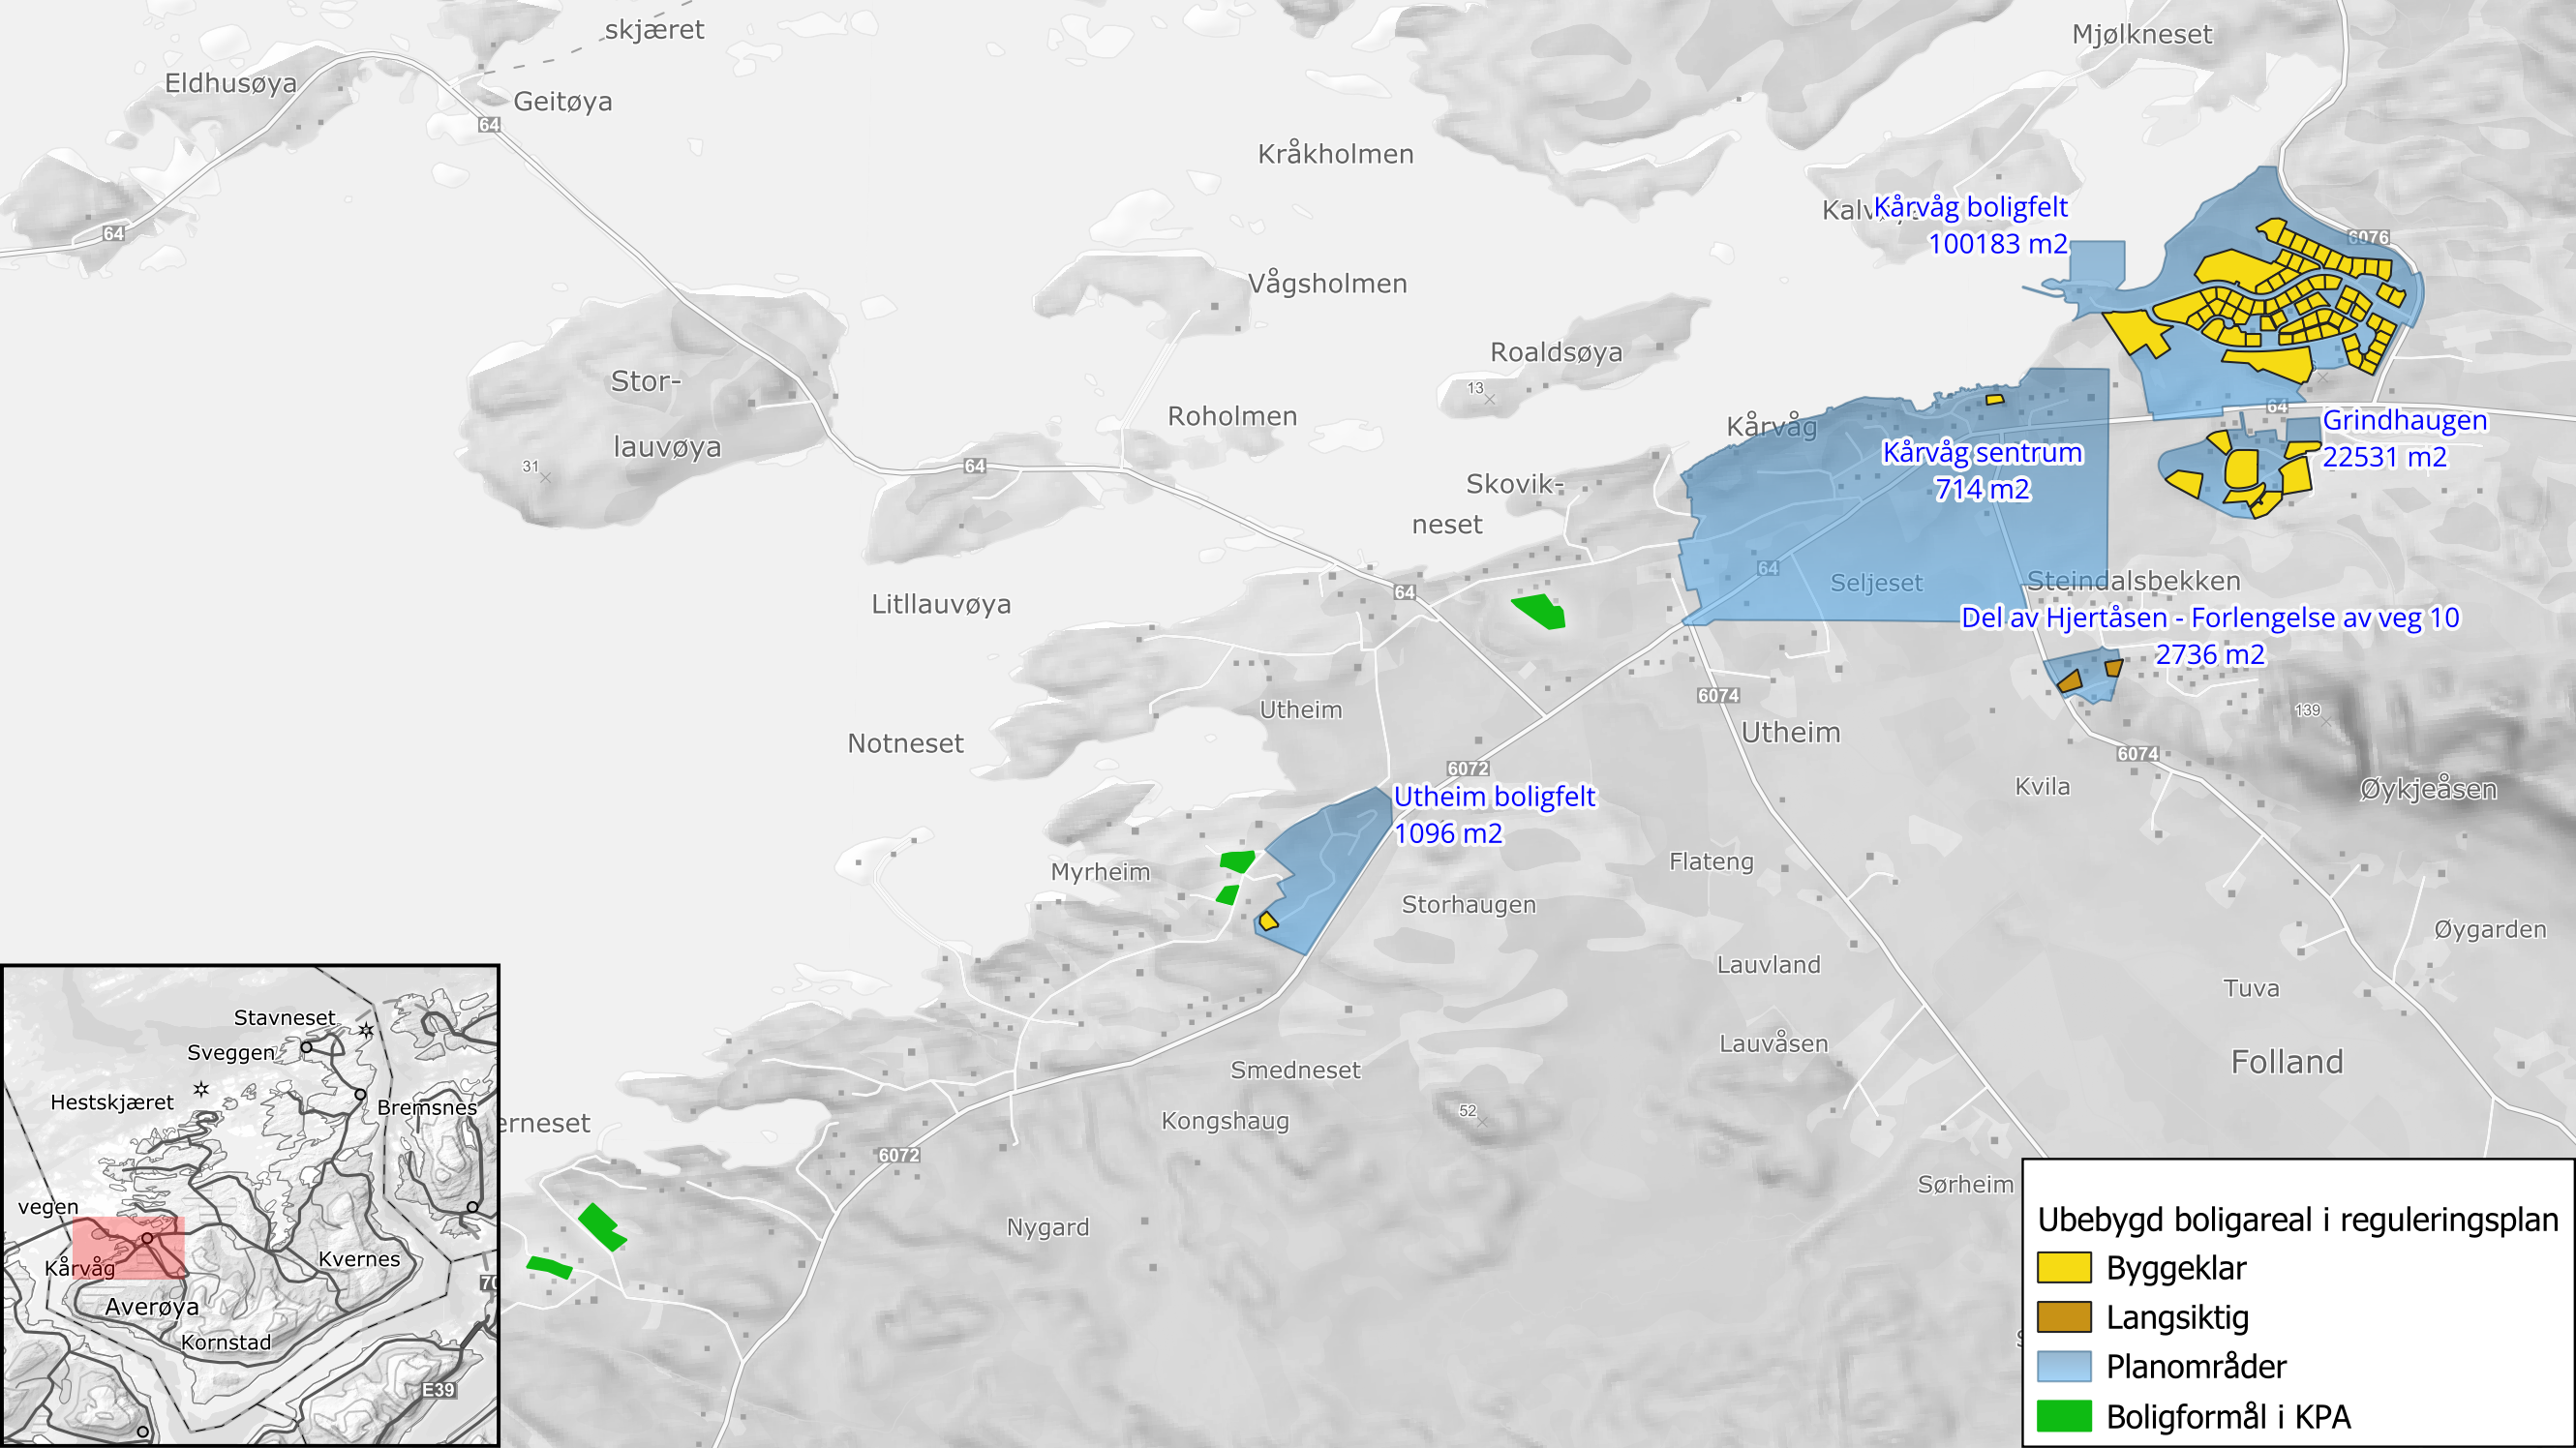 skjæret
Mjølkneset
Eldhusøya
Geitøya
64
Kråkholmen
Kårvåg boligfelt
100183 m2
64
6076
Vågsholmen
Roaldsøya
Stor-
lauvøya
13
Roholmen
64
Kårvåg
Grindhaugen
22531 m2
Kårvåg sentrum
714 m2
31
64
Skovik-
neset
64
Seljeset
Steindalsbekken
64
Litllauvøya
Del av Hjertåsen - Forlengelse av veg 10
2736 m2
6074
Utheim
139
Utheim
Notneset
6074
6072
Kvila
Øykjeåsen
Utheim boligfelt
1096 m2
Myrheim
Flateng
Storhaugen
Øygarden
Lauvland
Tuva
Lauvåsen
Folland
Smedneset
52
Kongshaug
erneset
6072
Sørheim
Nygard
Stavneset
Sveggen
Hestskjæret
Bremsnes
vegen
Kårvåg
Kvernes
70
Averøya
Kornstad
E39
Ubebygd boligareal i reguleringsplan
Byggeklar
Langsiktig
Planområder
Boligformål i KPA